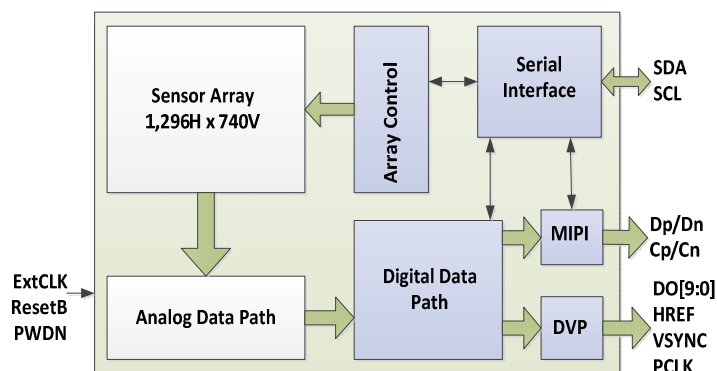 Sensor Array
1,296H x 740V
Array Control
Serial
Interface
SDA
SCL
ExtCLK
ResetB
PWDN
Analog Data Path
Digital Data
Path
MIPI
Dp/Dn
Cp/Cn
DVP
DO[9:0]
HREF
VSYNC
PCLK